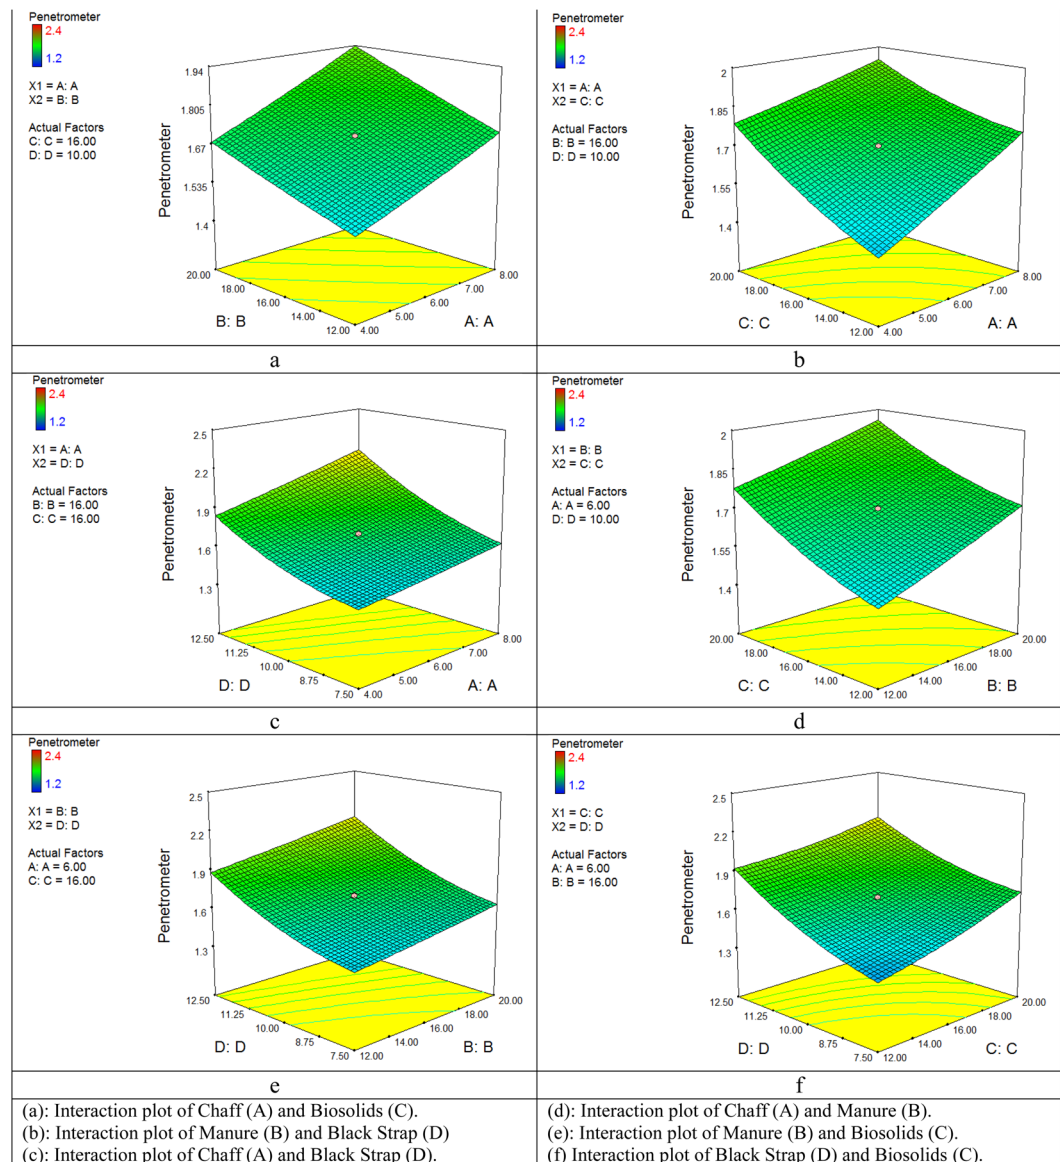 Penetrometer
2.4
1.2
X1 = A: A
X2 = B: B
Actual Factors
C: C = 16.00
D: D = 10.00
1.94
1.805
1.67
1.535
1.4
Penetrometer
20.00
18.00
16.00
14.00
12.00
4.00
5.00
6.00
7.00
8.00
B: B
A: A
a
Penetrometer
2.4
1.2
X1 = A: A
X2 = C: C
Actual Factors
B: B = 16.00
D: D = 10.00
2
1.85
1.7
1.55
1.4
Penetrometer
20.00
18.00
16.00
14.00
12.00
4.00
5.00
6.00
7.00
8.00
C: C
A: A
b
Penetrometer
2.4
1.2
X1 = A: A
X2 = D: D
Actual Factors
B: B = 16.00
C: C = 16.00
2.5
2.2
1.9
1.6
1.3
Penetrometer
12.50
11.25
10.00
8.75
7.50
4.00
5.00
6.00
7.00
8.00
D: D
A: A
c
Penetrometer
2.4
1.2
X1 = B: B
X2 = C: C
Actual Factors
A: A = 6.00
D: D = 10.00
2
1.85
1.7
1.55
1.4
Penetrometer
20.00
18.00
16.00
14.00
12.00
12.00
14.00
16.00
18.00
20.00
C: C
B: B
d
Penetrometer
2.4
1.2
X1 = B: B
X2 = D: D
Actual Factors
A: A = 6.00
C: C = 16.00
2.5
2.2
1.9
1.6
1.3
Penetrometer
12.50
11.25
10.00
8.75
7.50
12.00
14.00
16.00
18.00
20.00
D: D
B: B
e
Penetrometer
2.4
1.2
X1 = C: C
X2 = D: D
Actual Factors
A: A = 6.00
B: B = 16.00
2.5
2.2
1.9
1.6
1.3
Penetrometer
12.50
11.25
10.00
8.75
7.50
12.00
14.00
16.00
18.00
20.00
D: D
C: C
f
(a): Interaction plot of Chaff (A) and Biosolids (C).
(b): Interaction plot of Manure (B) and Black Strap (D)
(c): Interaction plot of Chaff (A) and Black Strap (D).
(d): Interaction plot of Chaff (A) and Manure (B).
(e): Interaction plot of Manure (B) and Biosolids (C).
(f) Interaction plot of Black Strap (D) and Biosolids (C).